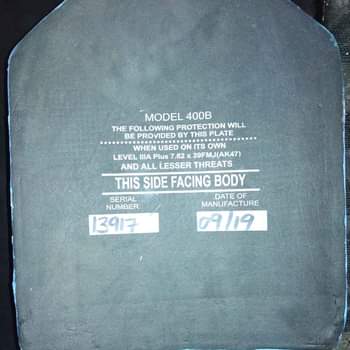 MODEL 400B
THE FOLLOWING PROTECTION WILL
BE PROVIDED BY THIS PLATE
WHEN USED ON ITS OWN
LEVEL IIIA Plus 7.62 x 29FMJ(AK47)
AND ALL LESSER THREATS
THIS SIDE FACING BODY
SERIAL
NUMBER
13917
DATE OF
MANUFACTURE
09/19